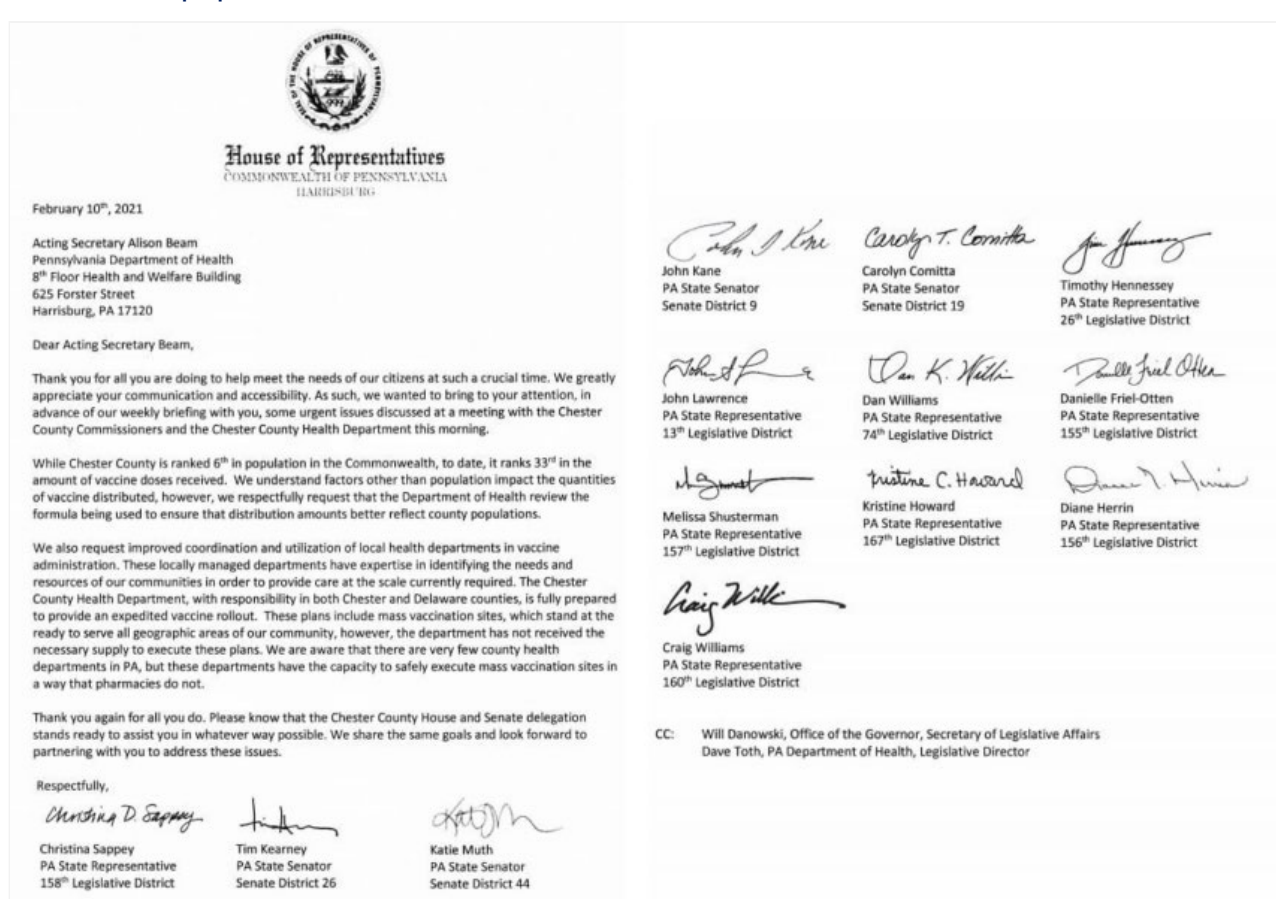 SEAL OF THE HOUSE OF REPRESENTATIVES OF PENNSYLVANIA
House of Representatives
COMMONWEALTH OF PENNSYLVANIA
HARRISBURG
February 10th, 2021
Acting Secretary Alison Beam
Pennsylvania Department of Health
8th Floor Health and Welfare Building
625 Forster Street
Harrisburg, PA 17120
Dear Acting Secretary Beam,
Thank you for all you are doing to help meet the needs of our citizens at such a crucial time. We greatly
appreciate your communication and accessibility. As such, we wanted to bring to your attention, in
advance of our weekly briefing with you, some urgent issues discussed at a meeting with the Chester
County Commissioners and the Chester County Health Department this morning.
While Chester County is ranked 6th in population in the Commonwealth, to date, it ranks 33rd in the
amount of vaccine doses received. We understand factors other than population impact the quantities
of vaccine distributed, however, we respectfully request that the Department of Health review the
formula being used to ensure that distribution amounts better reflect county populations.
We also request improved coordination and utilization of local health departments in vaccine
administration. These locally managed departments have expertise in identifying the needs and
resources of our communities in order to provide care at the scale currently required. The Chester
County Health Department, with responsibility in both Chester and Delaware counties, is fully prepared
to provide an expedited vaccine rollout. These plans include mass vaccination sites, which stand at the
ready to serve all geographic areas of our community, however, the department has not received the
necessary supply to execute these plans. We are aware that there are very few county health
departments in PA, but these departments have the capacity to safely execute mass vaccination sites in
a way that pharmacies do not.
Thank you again for all you do. Please know that the Chester County House and Senate delegation
stands ready to assist you in whatever way possible. We share the same goals and look forward to
partnering with you to address these issues.
Respectfully,
Christina D. Sappey
Christina Sappey
PA State Representative
158th Legislative District
Tim Kearney
PA State Senator
Senate District 26
Katie Muth
PA State Senator
Senate District 44
John I Kane
John Kane
PA State Senator
Senate District 9
Carolyn T. Comitta
Carolyn Comitta
PA State Senator
Senate District 19
Jim Hennessey
Timothy Hennessey
PA State Representative
26th Legislative District
John Lawrence
PA State Representative
13th Legislative District
Dan K. Willi
Dan Williams
PA State Representative
74th Legislative District
Danielle Friel Otten
Danielle Friel-Otten
PA State Representative
155th Legislative District
Melissa Shusterman
PA State Representative
157th Legislative District
Kristine C. Howard
Kristine Howard
PA State Representative
167th Legislative District
Diane Herrin
PA State Representative
156th Legislative District
Craig Willi
Craig Williams
PA State Representative
160th Legislative District
CC: Will Danowski, Office of the Governor, Secretary of Legislative Affairs
Dave Toth, PA Department of Health, Legislative Director